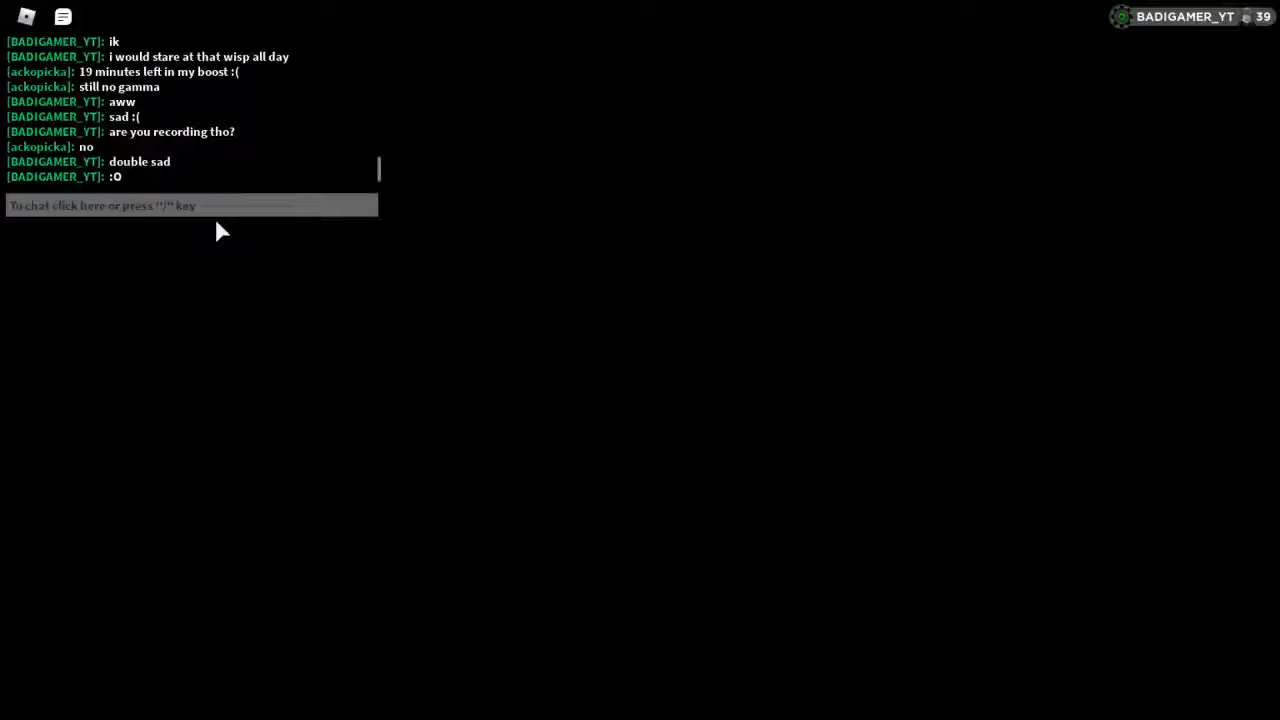 BADIGAMER_YT 39
[BADIGAMER_YT]: ik
[BADIGAMER_YT]: i would stare at that wisp all day
[ackopicka]: 19 minutes left in my boost :(
[ackopicka]: still no gamma
[BADIGAMER_YT]: aww
[BADIGAMER_YT]: sad :(
[BADIGAMER_YT]: are you recording tho?
[ackopicka]: no
[BADIGAMER_YT]: double sad
[BADIGAMER_YT]: :O
To chat click here or press "/" key